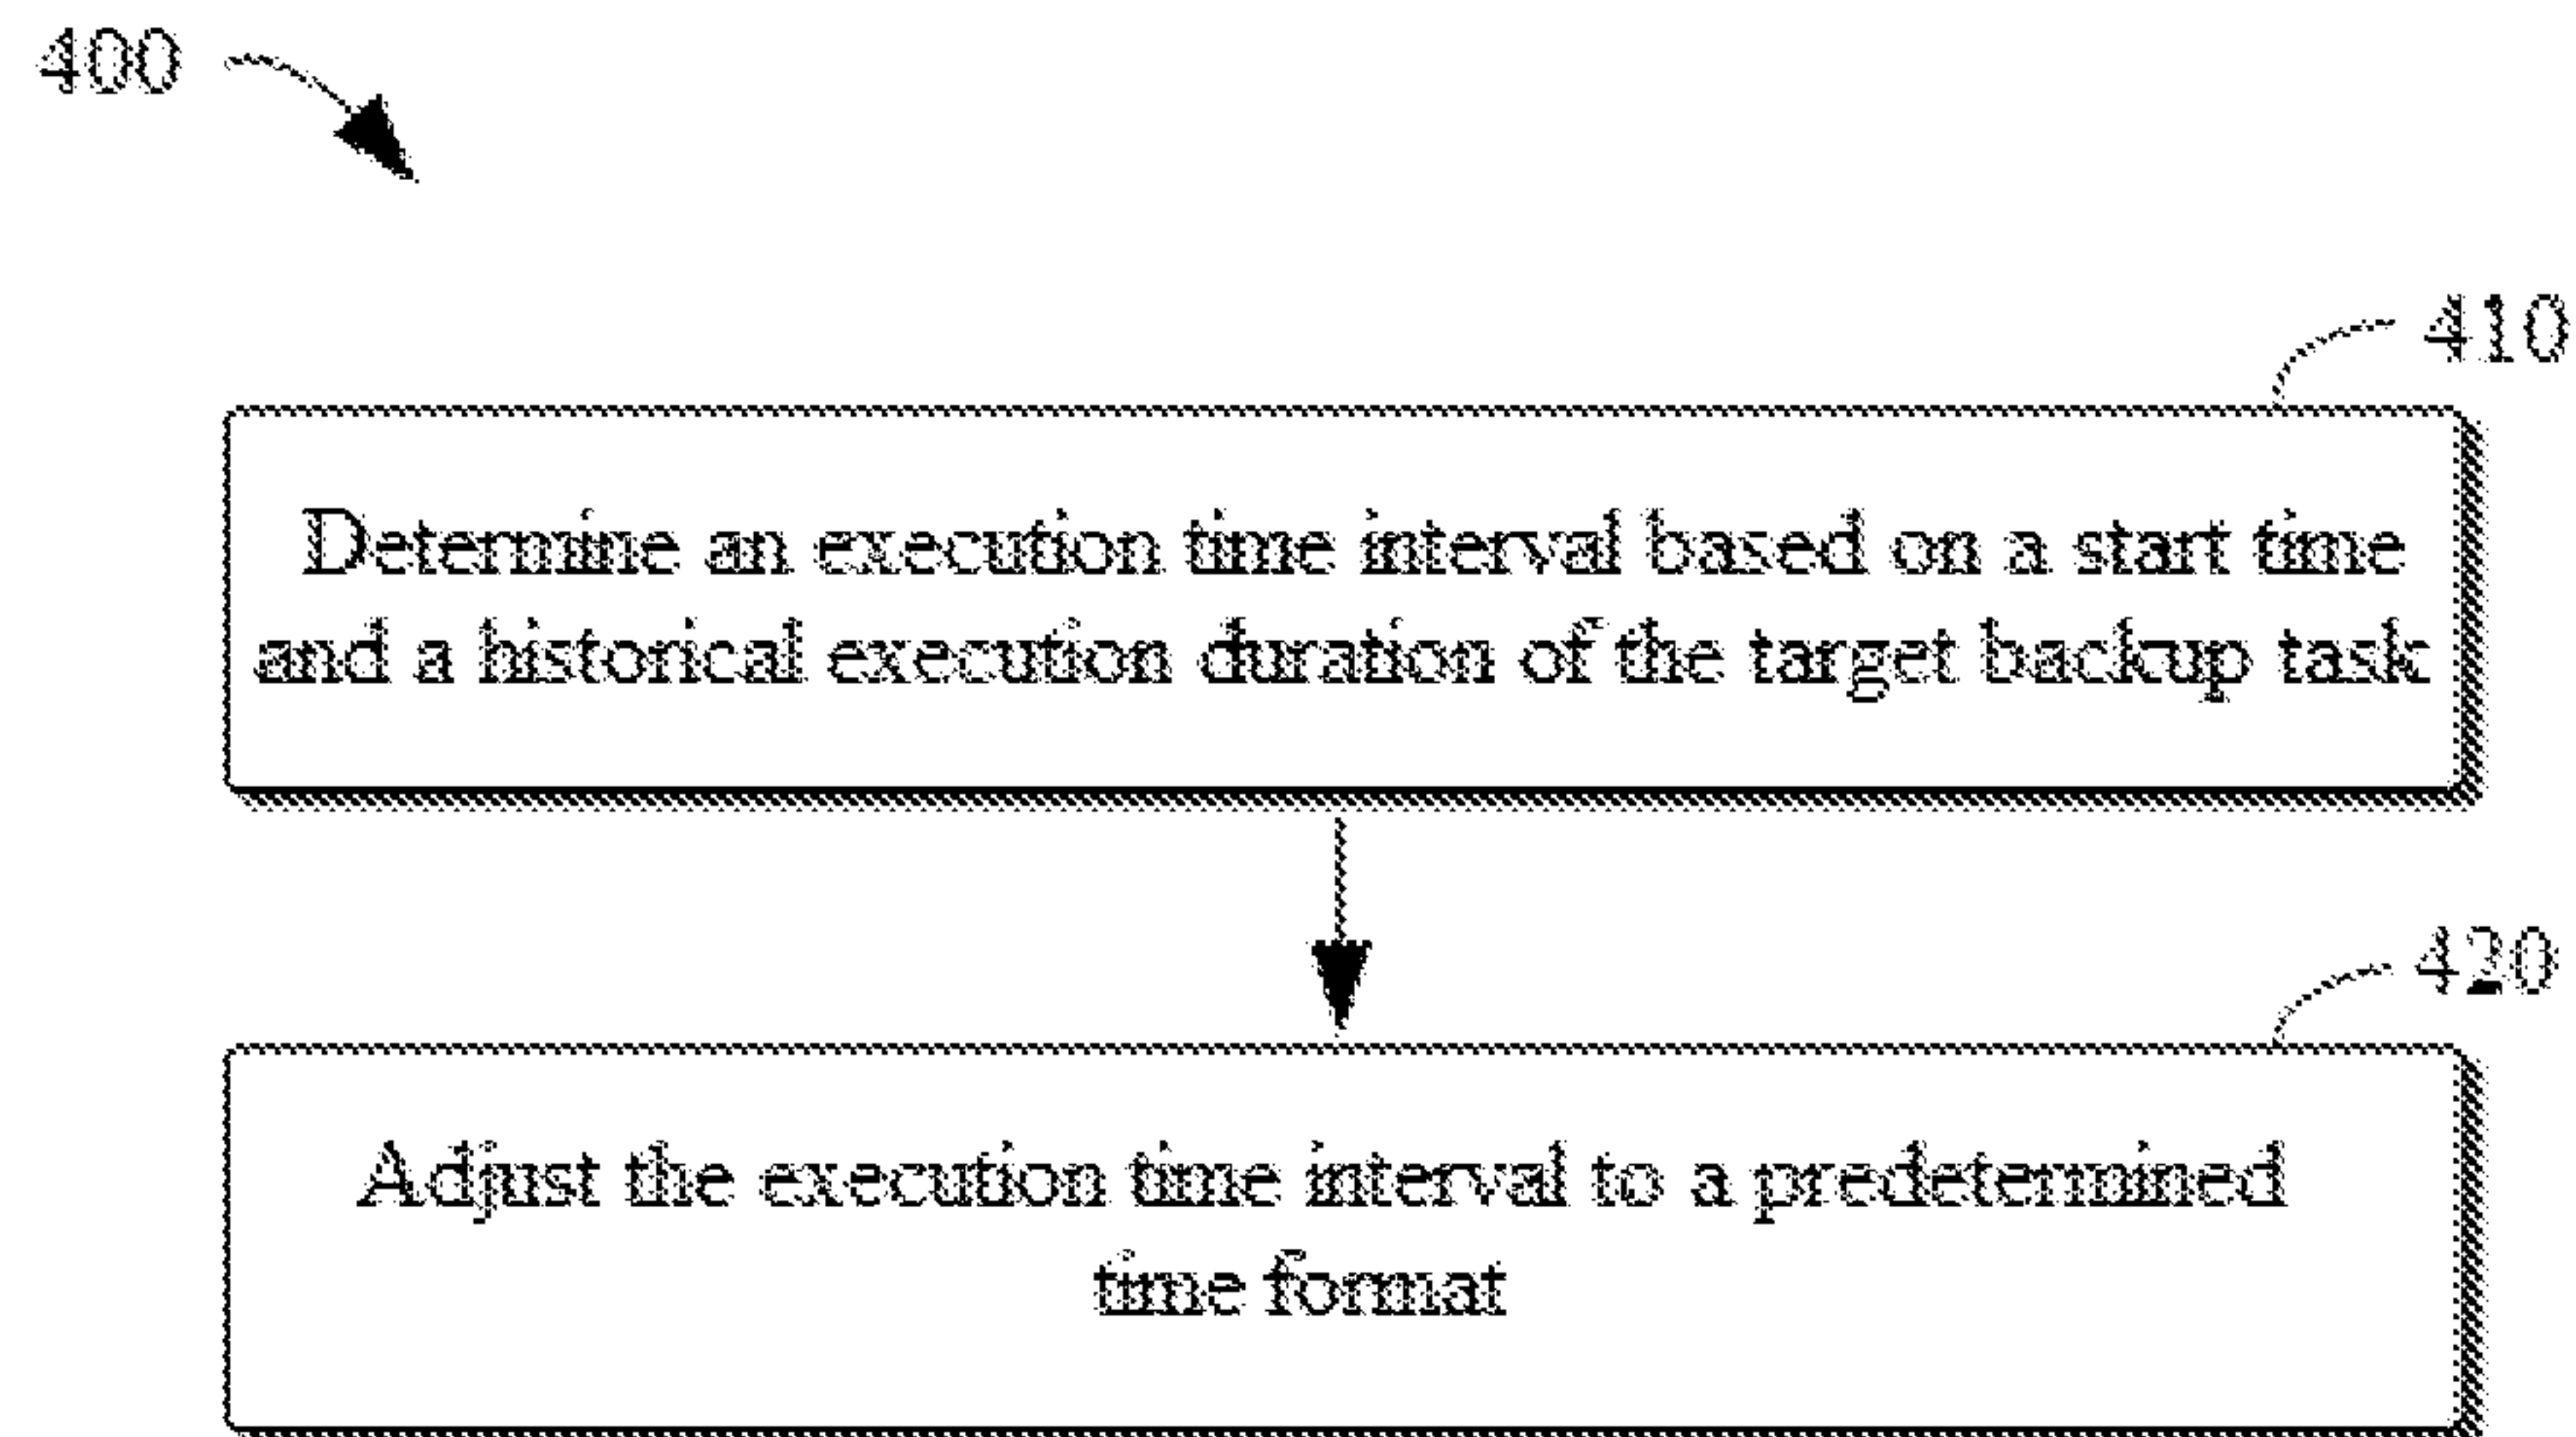 400
410
Determine an execution time interval based on a start time
and a historical execution duration of the target backup task
420
Adjust the execution time interval to a predetermined
time format